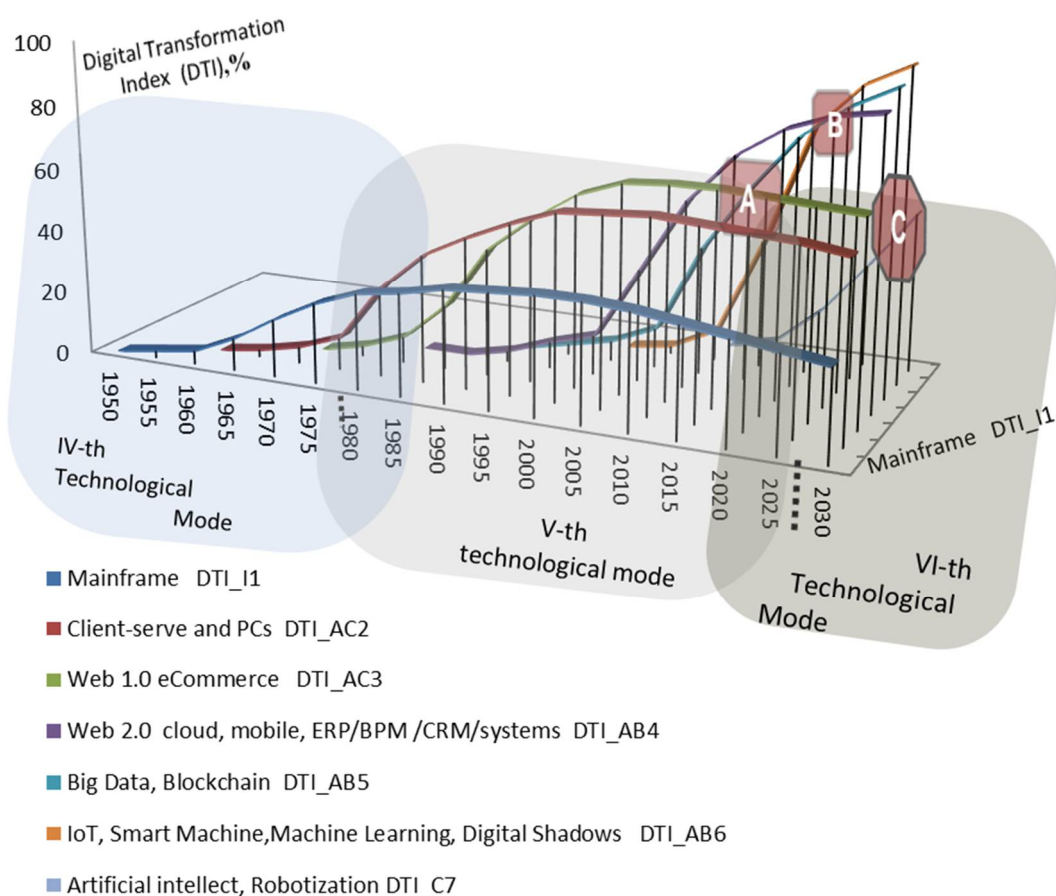 Digital Transformation
Index (DTI),%
100
80
60
40
20
0
A
B
C
1950
1955
1960
1965
1970
1975
1980
1985
1990
1995
2000
2005
2010
2015
2020
2025
2030
Mainframe DTI_I1
IV-th
Technological
Mode
V-th
technological mode
VI-th
Technological
Mode
Mainframe DTI_I1
Client-serve and PCs DTI_AC2
Web 1.0 eCommerce DTI_AC3
Web 2.0 cloud, mobile, ERP/BPM /CRM/systems DTI_AB4
Big Data, Blockchain DTI_AB5
IoT, Smart Machine,Machine Learning, Digital Shadows DTI_AB6
Artificial intellect, Robotization DTI C7